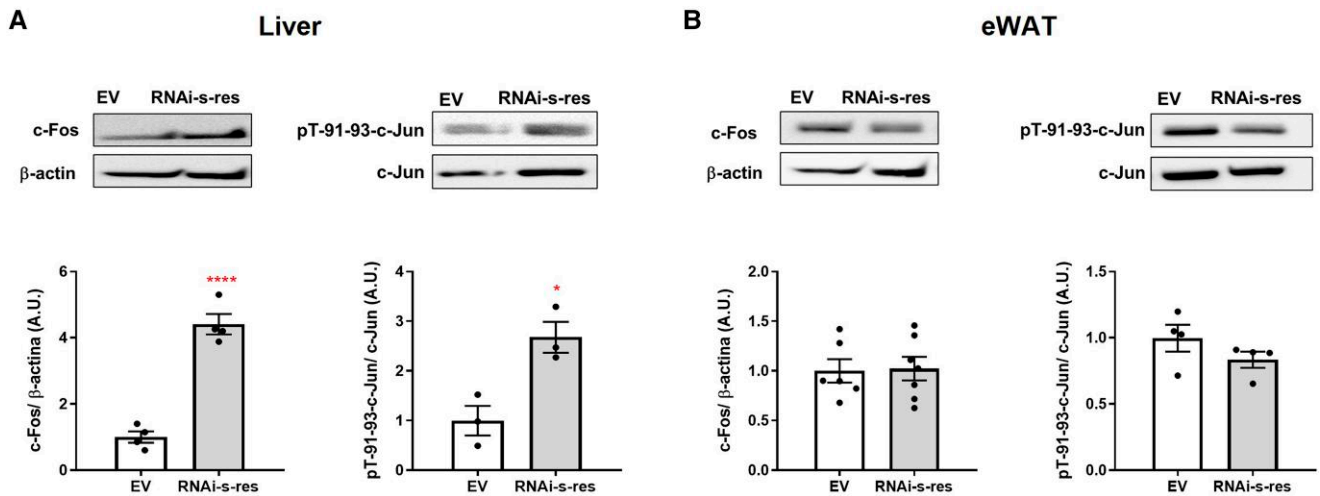 A
Liver
EV RNAi-s-res
c-Fos
β-actin
EV RNAi-s-res
pT-91-93-c-Jun
c-Jun
c-Fos/ β-actina (A.U.)
6
4
2
0
****
EV RNAi-s-res
pT-91-93-c-Jun/ c-Jun (A.U.)
4
3
2
1
0
*
EV RNAi-s-res
B
eWAT
EV RNAi-s-res
c-Fos
β-actin
EV RNAi-s-res
pT-91-93-c-Jun
c-Jun
c-Fos/ β-actina (A.U.)
2.0
1.5
1.0
0.5
0.0
EV RNAi-s-res
pT-91-93-c-Jun/ c-Jun (A.U.)
1.5
1.0
0.5
0.0
EV RNAi-s-res